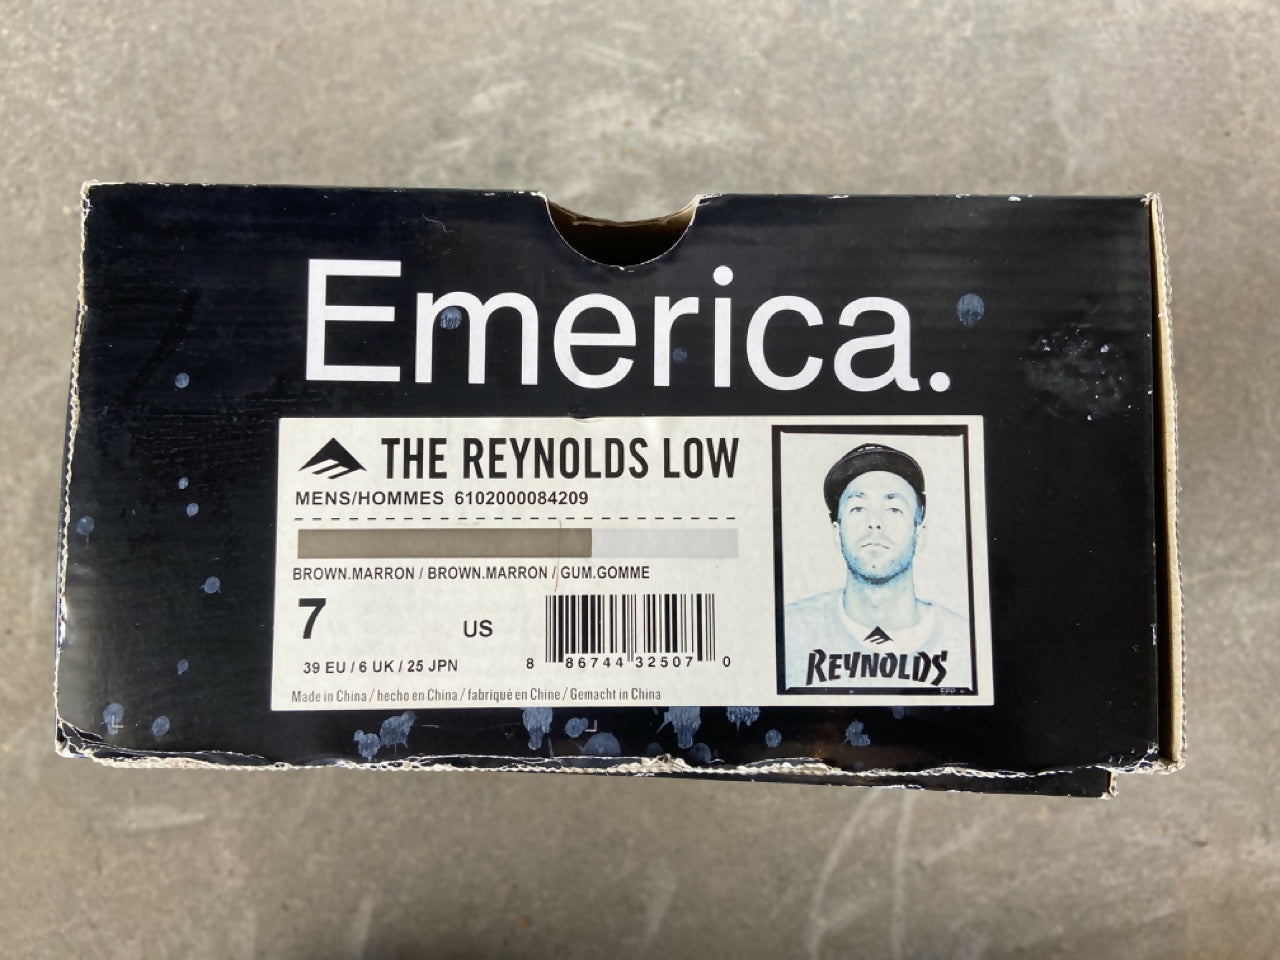 Emerica.
THE REYNOLDS LOW
MENS/HOMMES 6102000084209
BROWN.MARRON / BROWN.MARRON / GUM.GOMME
7 US
39 EU / 6 UK / 25 JPN
8 86744 32507 0
Made in China / hecho en China / fabriqué en Chine / Gemacht in China
REYNOLDS